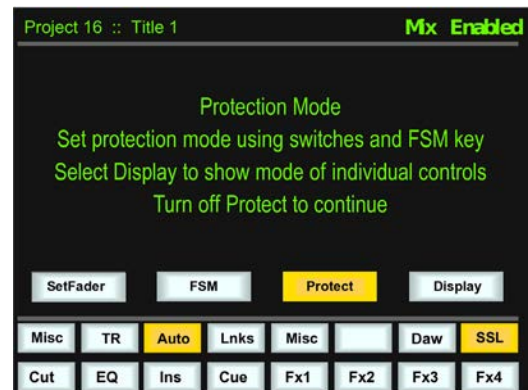 Project 16 :: Title 1 Mix Enabled
Protection Mode
Set protection mode using switches and FSM key
Select Display to show mode of individual controls
Turn off Protect to continue
SetFader FSM Protect Display
Misc TR Auto Lnks Misc Daw SSL
Cut EQ Ins Cue Fx1 Fx2 Fx3 Fx4